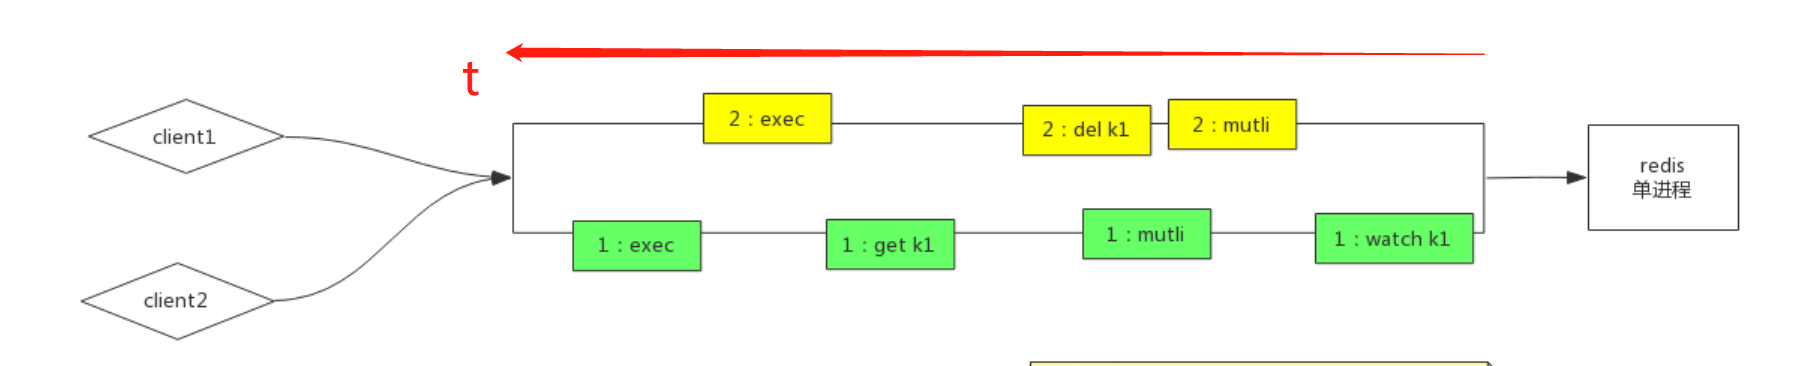 t
client1
2：exec
2：del k1
2：mutli
redis
单进程
1：exec
1：get k1
1：mutli
1：watch k1
client2